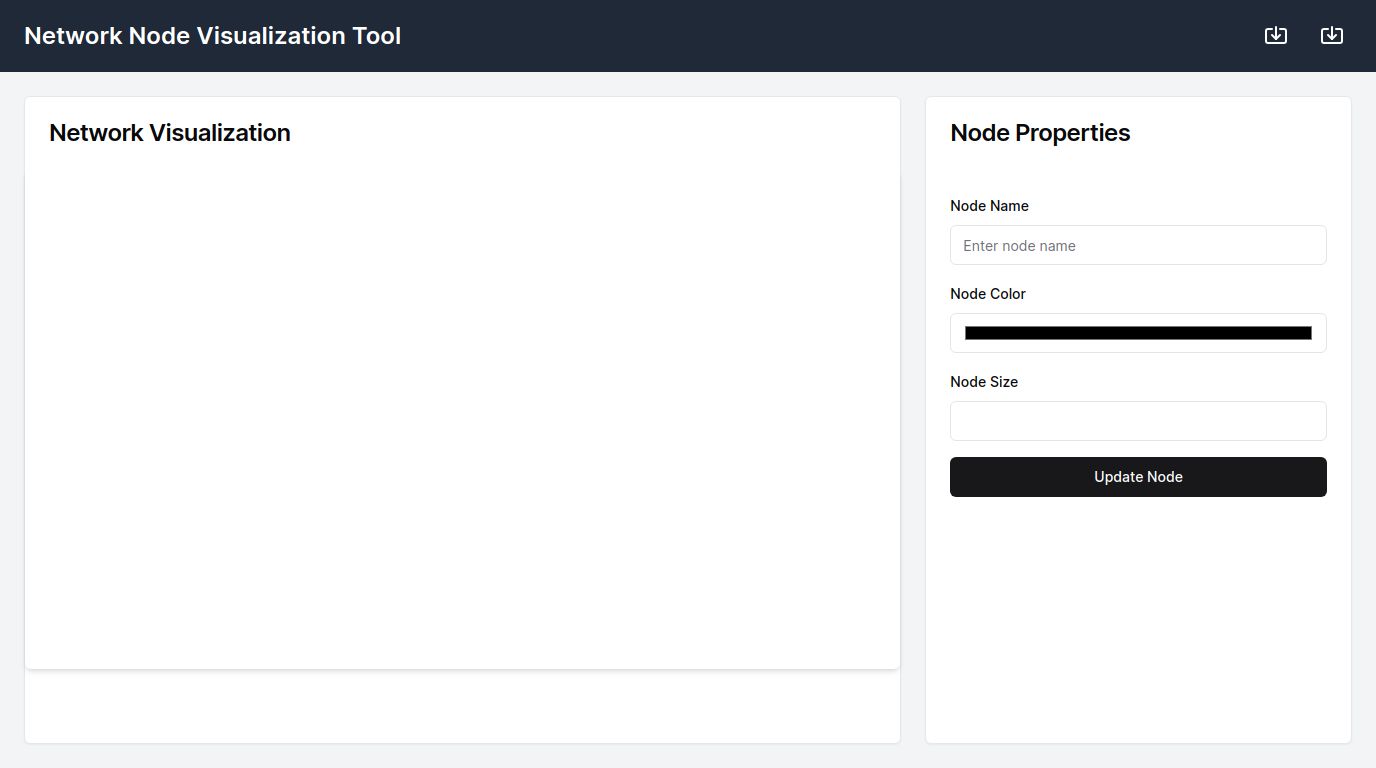 Network Node Visualization Tool
Network Visualization
Node Properties
Node Name
Enter node name
Node Color
Node Size
Update Node